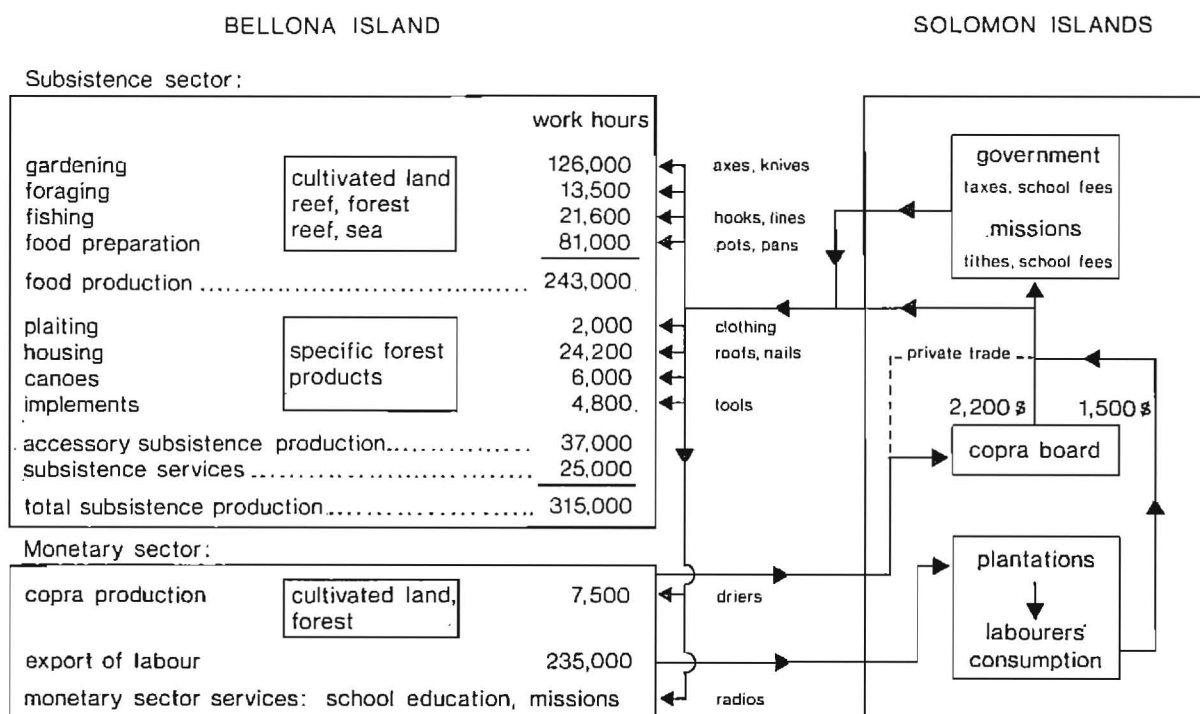 BELLONA ISLAND
SOLOMON ISLANDS
Subsistence sector:
work hours
gardening 126,000 axes, knives
foraging 13,500
fishing 21,600 hooks, lines
food preparation 81,000 pots, pans
cultivated land
reef, forest
reef, sea
food production 243,000
plaiting 2,000 clothing
housing 24,200 roofs, nails
canoes 6,000
implements 4,800 tools
specific forest
products
accessory subsistence production 37,000
subsistence services 25,000
total subsistence production 315,000
Monetary sector:
copra production 7,500 driers
cultivated land,
forest
export of labour 235,000
monetary sector services: school education, missions radios
government
taxes, school fees
missions
tithes, school fees
private trade
2,200 $ 1,500 $
copra board
plantations
labourers'
consumption